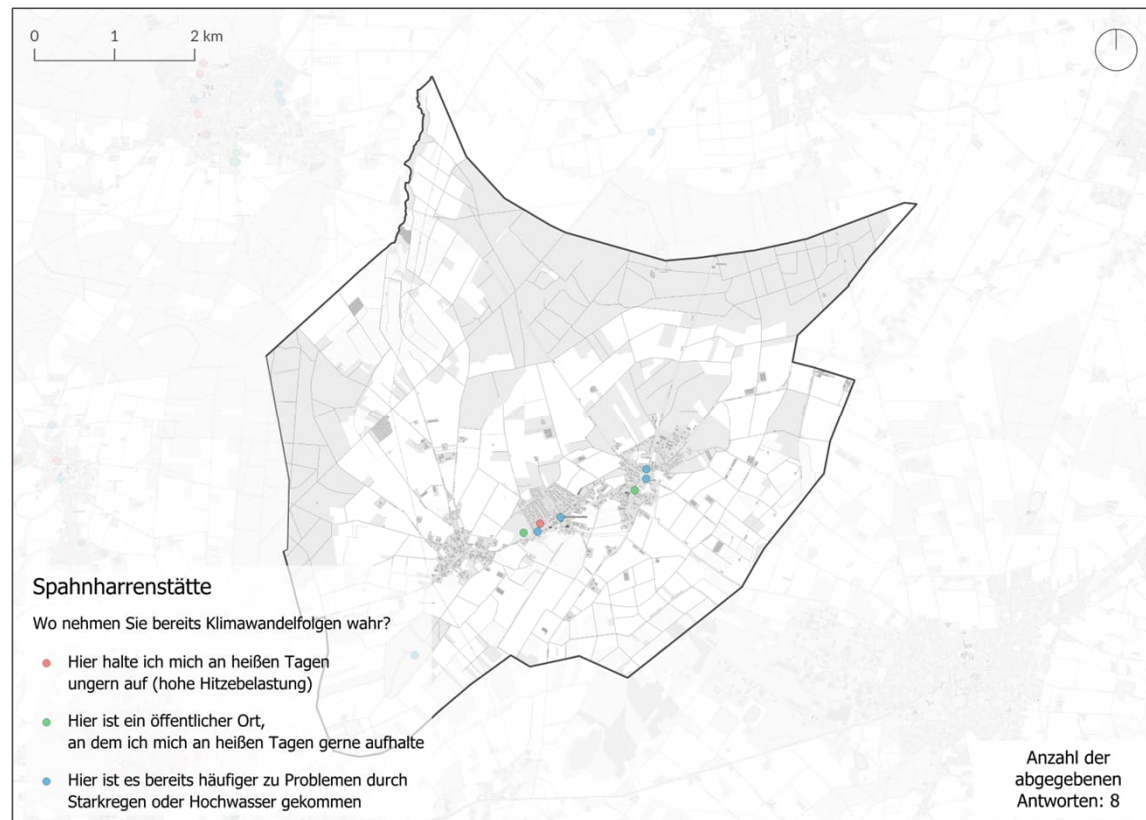 0 1 2 km
Spahnharrenstätte
Wo nehmen Sie bereits Klimawandelfolgen wahr?
Hier halte ich mich an heißen Tagen
ungern auf (hohe Hitzebelastung)
Hier ist ein öffentlicher Ort,
an dem ich mich an heißen Tagen gerne aufhalte
Hier ist es bereits häufiger zu Problemen durch
Starkregen oder Hochwasser gekommen
Anzahl der
abgegebenen
Antworten: 8